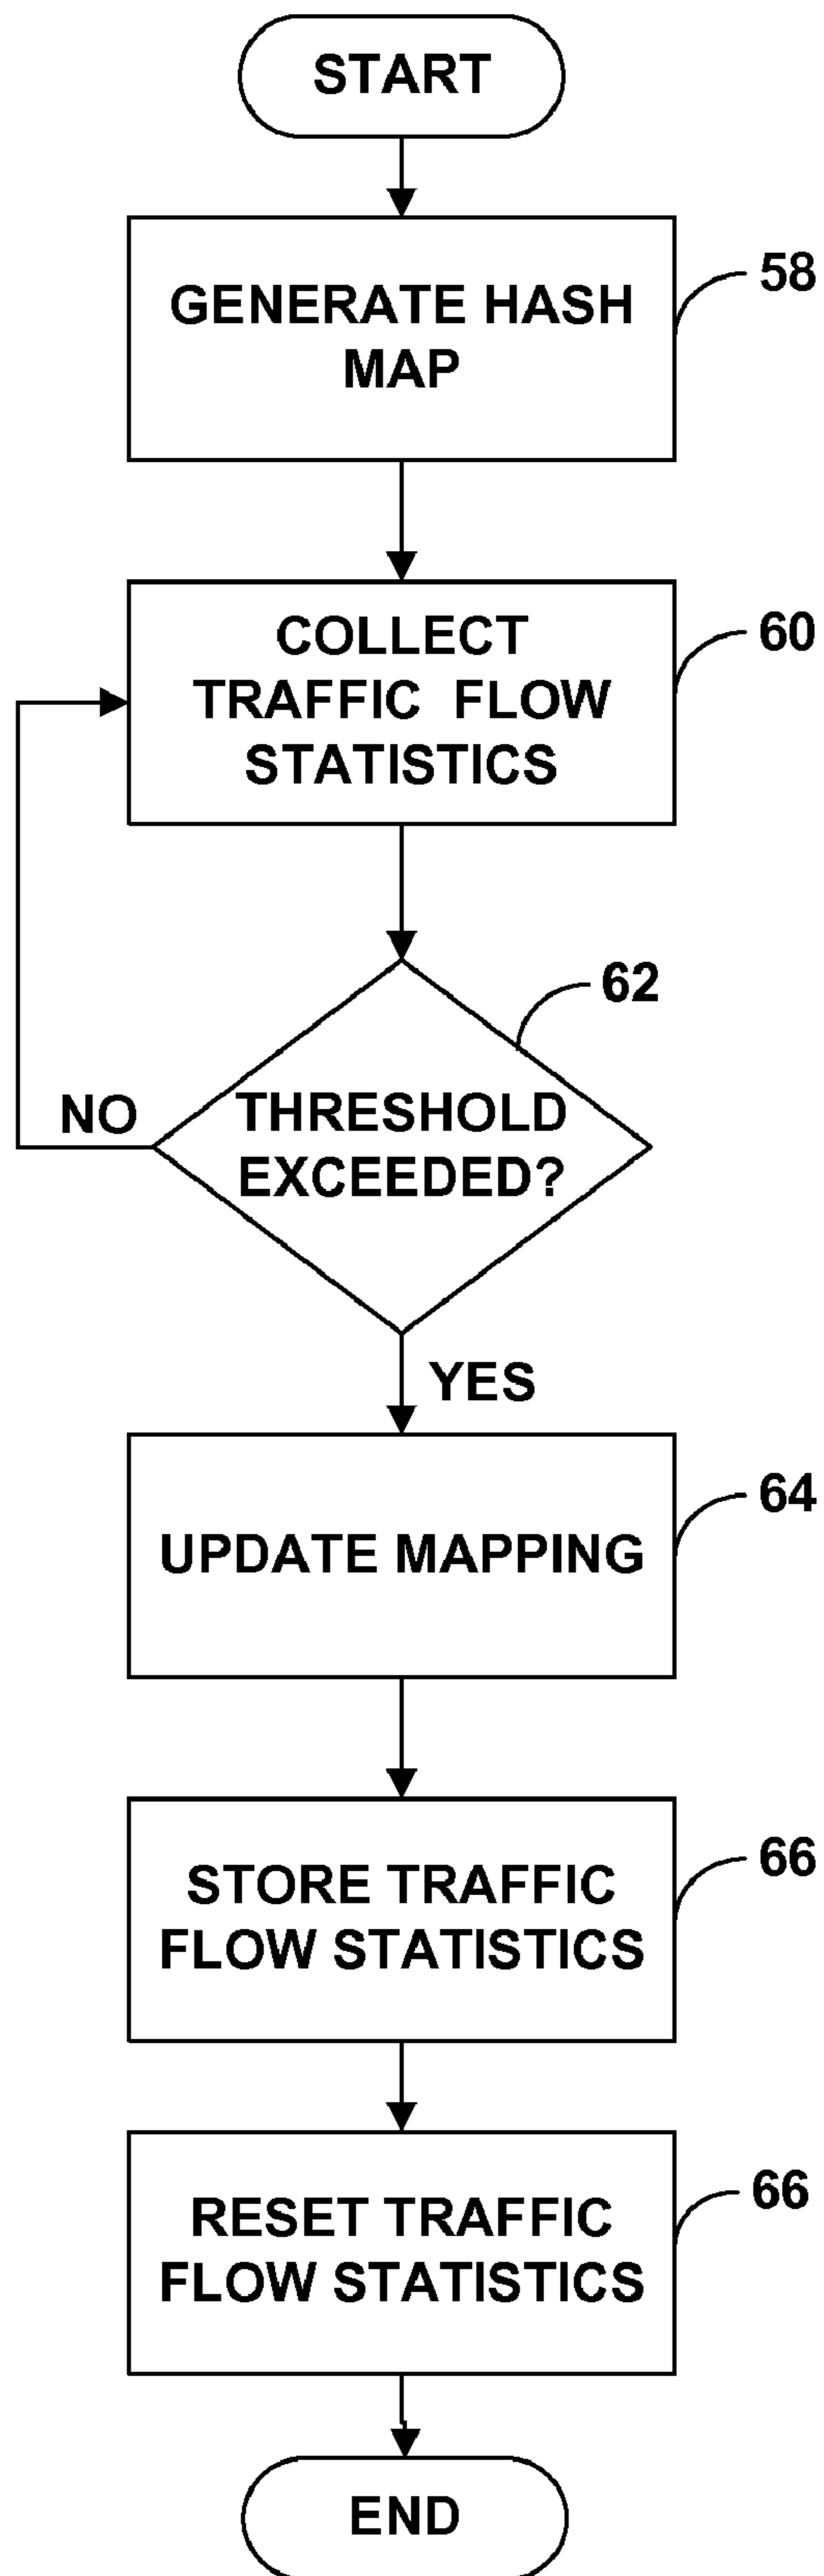 START
GENERATE HASH
MAP
58
COLLECT
TRAFFIC FLOW
STATISTICS
60
62
NO
THRESHOLD
EXCEEDED?
YES
UPDATE MAPPING
64
STORE TRAFFIC
FLOW STATISTICS
66
RESET TRAFFIC
FLOW STATISTICS
66
END